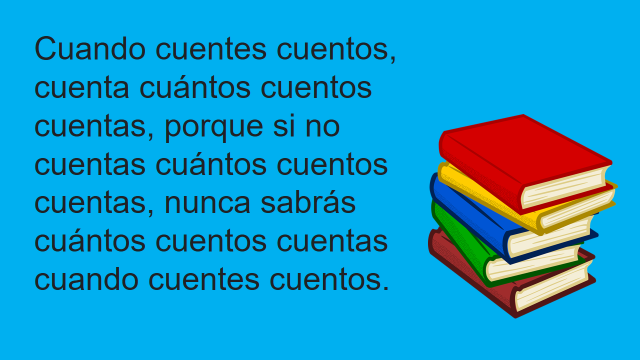 Cuando cuentes cuentos,
cuenta cuántos cuentos
cuentas, porque si no
cuentas cuántos cuentos
cuentas, nunca sabrás
cuántos cuentos cuentas
cuando cuentes cuentos.